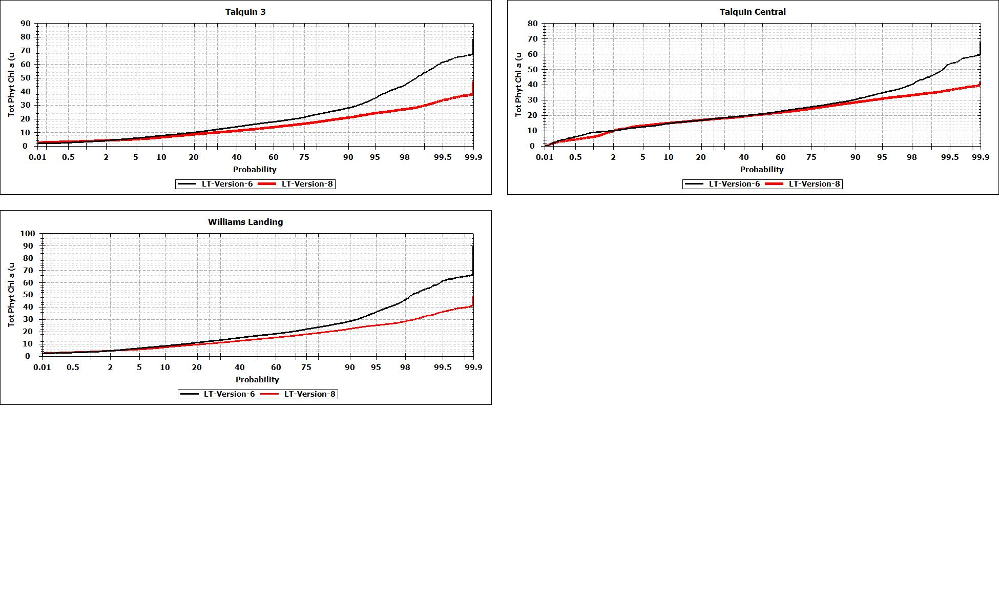 Talquin 3
90
80
70
60
50
40
30
20
10
0
Tot Phyt Chl a (u
0.01 0.5 2 5 10 20 40 60 75 90 95 98 99.5 99.9
Probability
LT-Version-6 LT-Version-8
Talquin Central
80
70
60
50
40
30
20
10
0
Tot Phyt Chl a (u
0.01 0.5 2 5 10 20 40 60 75 90 95 98 99.5 99.9
Probability
LT-Version-6 LT-Version-8
Williams Landing
100
90
80
70
60
50
40
30
20
10
0
Tot Phyt Chl a (u
0.01 0.5 2 5 10 20 40 60 75 90 95 98 99.5 99.9
Probability
LT-Version-6 LT-Version-8